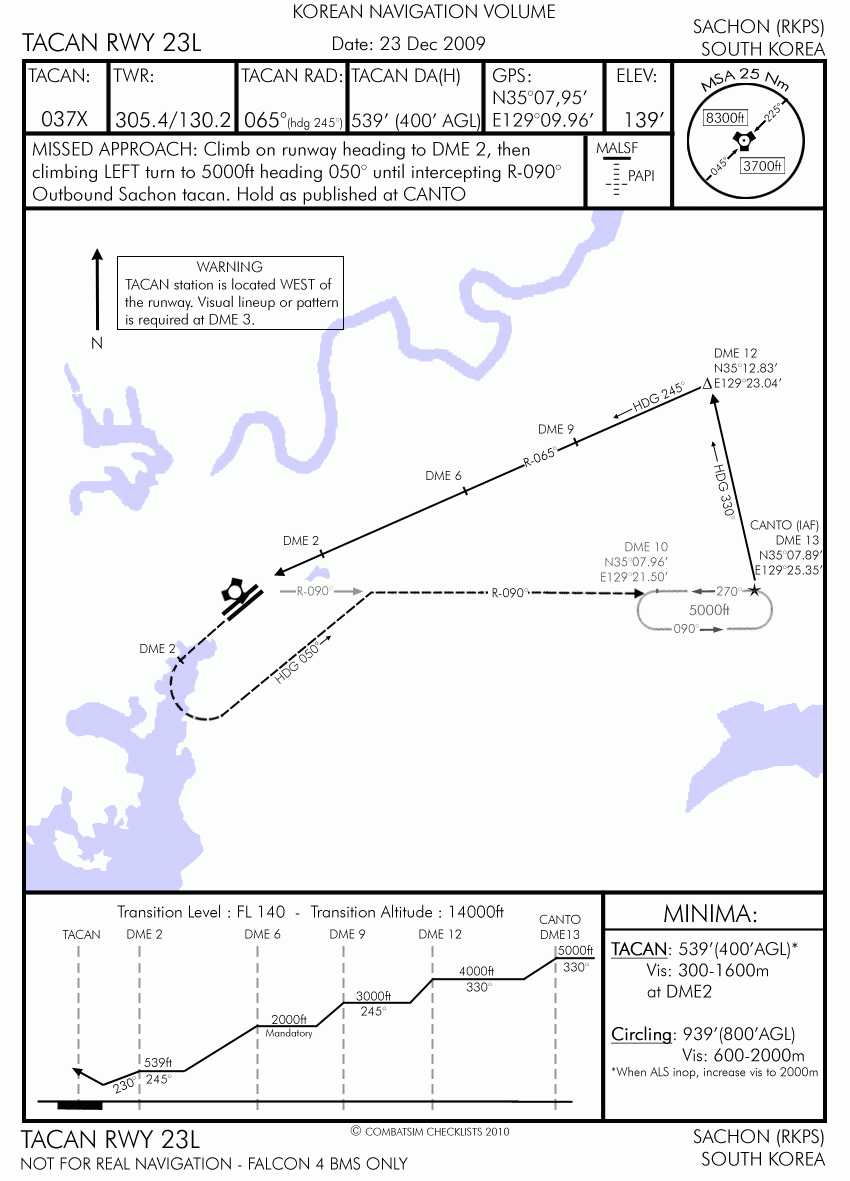 KOREAN NAVIGATION VOLUME
TACAN RWY 23L
Date: 23 Dec 2009
SACHON (RKPS)
SOUTH KOREA
TACAN:
037X
TWR:
305.4/130.2
TACAN RAD:
065°(hdg 245°)
TACAN DA(H)
539’ (400’ AGL)
GPS:
N35°07,95’
E129°09.96’
ELEV:
139’
MSA 25 Nm
8300ft
225°
045°
3700ft
MISSED APPROACH: Climb on runway heading to DME 2, then
climbing LEFT turn to 5000ft heading 050° until intercepting R-090°
Outbound Sachon tacan. Hold as published at CANTO
MALSF
PAPI
WARNING
TACAN station is located WEST of
the runway. Visual lineup or pattern
is required at DME 3.
N
DME 12
N35°12.83’
E129°23.04’
HDG 245°
DME 9
R-065°
DME 6
HDG 330°
CANTO (IAF)
DME 13
N35°07.89’
E129°25.35’
DME 2
DME 10
N35°07.96’
E129°21.50’
R-090°
R-090°
270°
5000ft
090°
DME 2
HDG 050°
Transition Level : FL 140 - Transition Altitude : 14000ft
TACAN
DME 2
DME 6
DME 9
DME 12
CANTO
DME13
5000ft
330°
4000ft
330°
3000ft
245°
2000ft
Mandatory
539ft
245°
230°
MINIMA:
TACAN: 539’(400’AGL)*
Vis: 300-1600m
at DME2
Circling: 939’(800’AGL)
Vis: 600-2000m
*When ALS inop, increase vis to 2000m
© COMBATSIM CHECKLISTS 2010
TACAN RWY 23L
NOT FOR REAL NAVIGATION - FALCON 4 BMS ONLY
SACHON (RKPS)
SOUTH KOREA